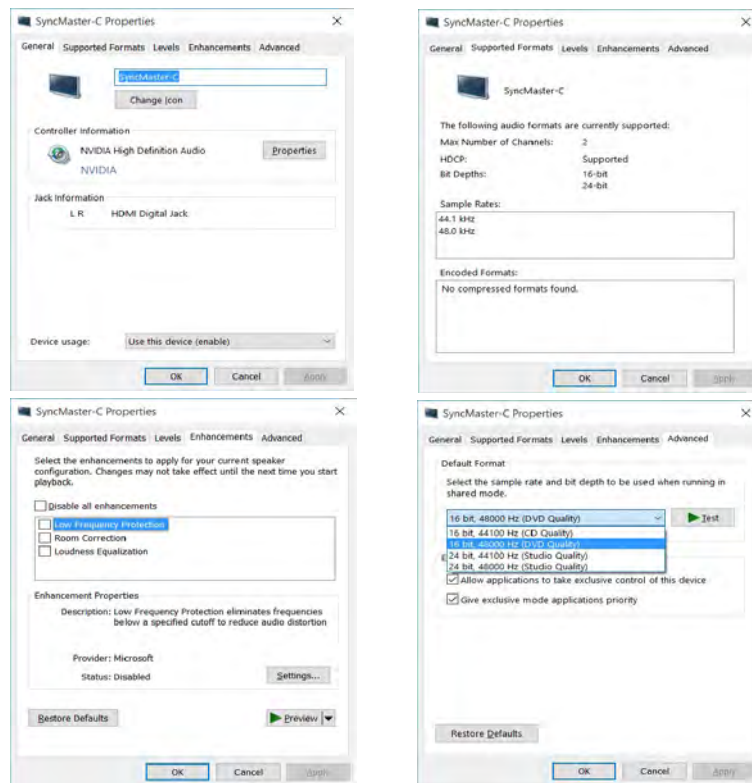 SyncMaster-C Properties
General Supported Formats Levels Enhancements Advanced
SyncMaster-C
Change Icon
Controller Information
NVIDIA High Definition Audio
Properties
NVIDIA
Jack Information
L R HDMI Digital Jack
Device usage: Use this device (enable)
OK Cancel Apply
SyncMaster-C Properties
General Supported Formats Levels Enhancements Advanced
SyncMaster-C
The following audio formats are currently supported:
Max Number of Channels: 2
HDCP: Supported
Bit Depths: 16-bit
24-bit
Sample Rates:
44.1 kHz
48.0 kHz
Encoded Formats:
No compressed formats found.
OK Cancel Apply
SyncMaster-C Properties
General Supported Formats Levels Enhancements Advanced
Select the enhancements to apply for your current speaker
configuration. Changes may not take effect until the next time you start
playback.
Disable all enhancements
Low Frequency Protection
Room Correction
Loudness Equalization
Enhancement Properties
Description: Low Frequency Protection eliminates frequencies
below a specified cutoff to reduce audio distortion
Provider: Microsoft
Status: Disabled
Settings...
Restore Defaults
Preview
OK Cancel Apply
SyncMaster-C Properties
General Supported Formats Levels Enhancements Advanced
Default Format
Select the sample rate and bit depth to be used when running in
shared mode.
16 bit, 48000 Hz (DVD Quality)
Test
16 bit, 44100 Hz (CD Quality)
16 bit, 48000 Hz (DVD Quality)
24 bit, 44100 Hz (Studio Quality)
24 bit, 48000 Hz (Studio Quality)
Allow applications to take exclusive control of this device
Give exclusive mode applications priority
Restore Defaults
OK Cancel Apply